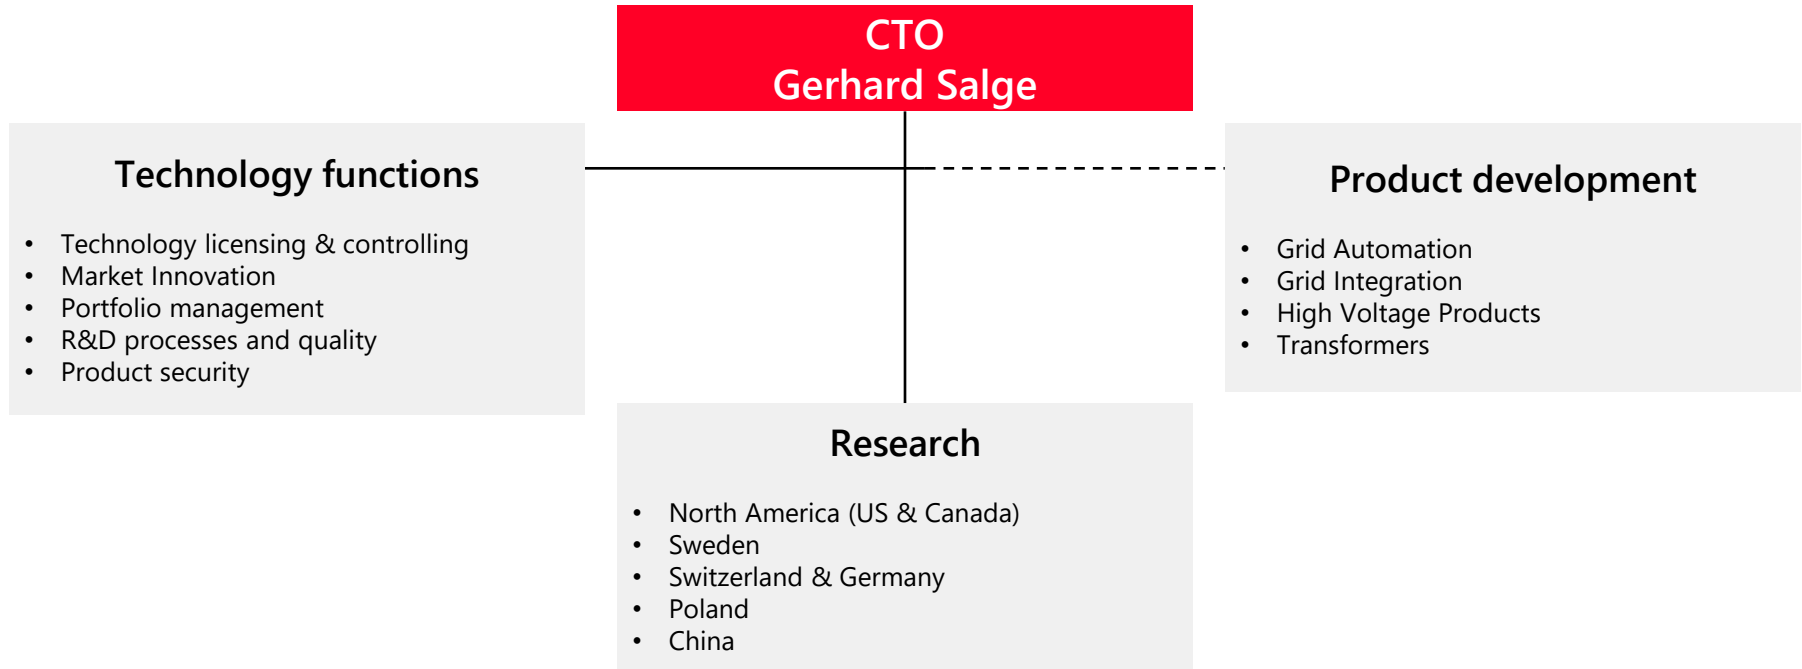 CTO
Gerhard Salge
Technology functions
• Technology licensing & controlling
• Market Innovation
• Portfolio management
• R&D processes and quality
• Product security
Product development
• Grid Automation
• Grid Integration
• High Voltage Products
• Transformers
Research
• North America (US & Canada)
• Sweden
• Switzerland & Germany
• Poland
• China